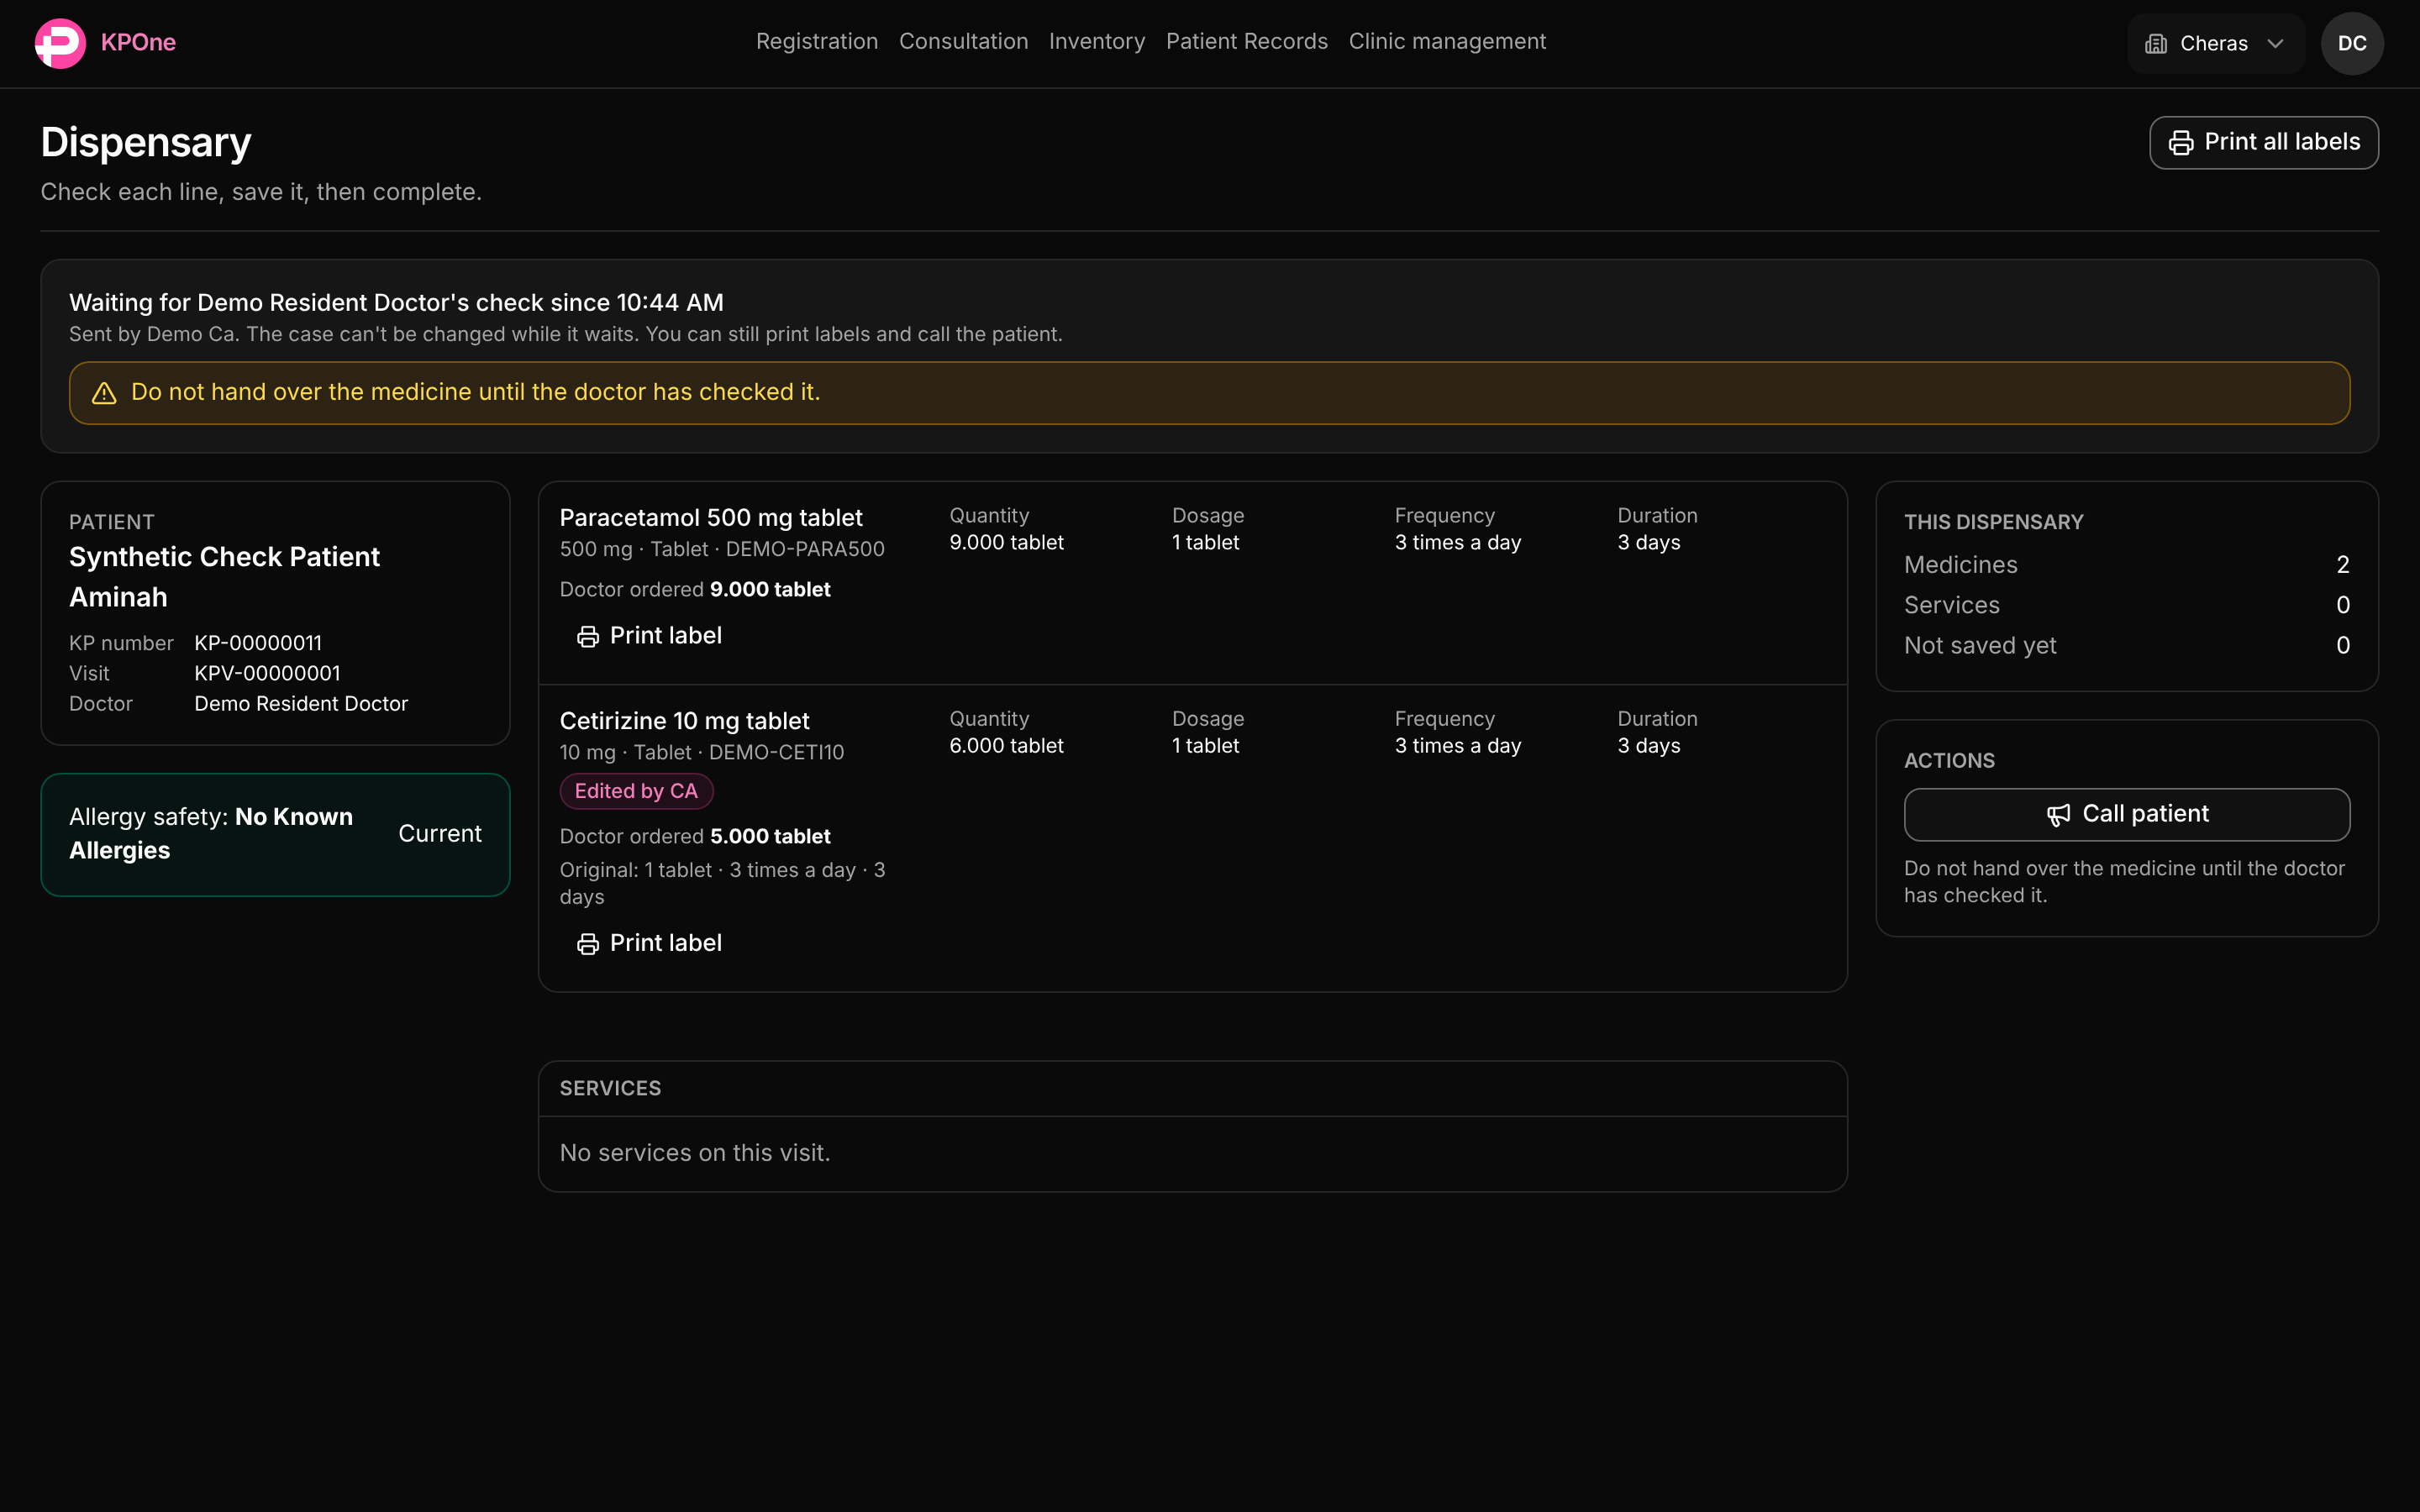 KPOne
Registration
Consultation
Inventory
Patient Records
Clinic management
Cheras
DC
Dispensary
Check each line, save it, then complete.
Print all labels
Waiting for Demo Resident Doctor's check since 10:44 AM
Sent by Demo Ca. The case can't be changed while it waits. You can still print labels and call the patient.
Do not hand over the medicine until the doctor has checked it.
PATIENT
Synthetic Check Patient
Aminah
KP number KP-00000011
Visit KPV-00000001
Doctor Demo Resident Doctor
Allergy safety: No Known
Allergies
Current
Paracetamol 500 mg tablet
500 mg · Tablet · DEMO-PARA500
Doctor ordered 9.000 tablet
Print label
Quantity
9.000 tablet
Dosage
1 tablet
Frequency
3 times a day
Duration
3 days
Cetirizine 10 mg tablet
10 mg · Tablet · DEMO-CETI10
Edited by CA
Doctor ordered 5.000 tablet
Original: 1 tablet · 3 times a day · 3
days
Print label
Quantity
6.000 tablet
Dosage
1 tablet
Frequency
3 times a day
Duration
3 days
SERVICES
No services on this visit.
THIS DISPENSARY
Medicines 2
Services 0
Not saved yet 0
ACTIONS
Call patient
Do not hand over the medicine until the doctor
has checked it.